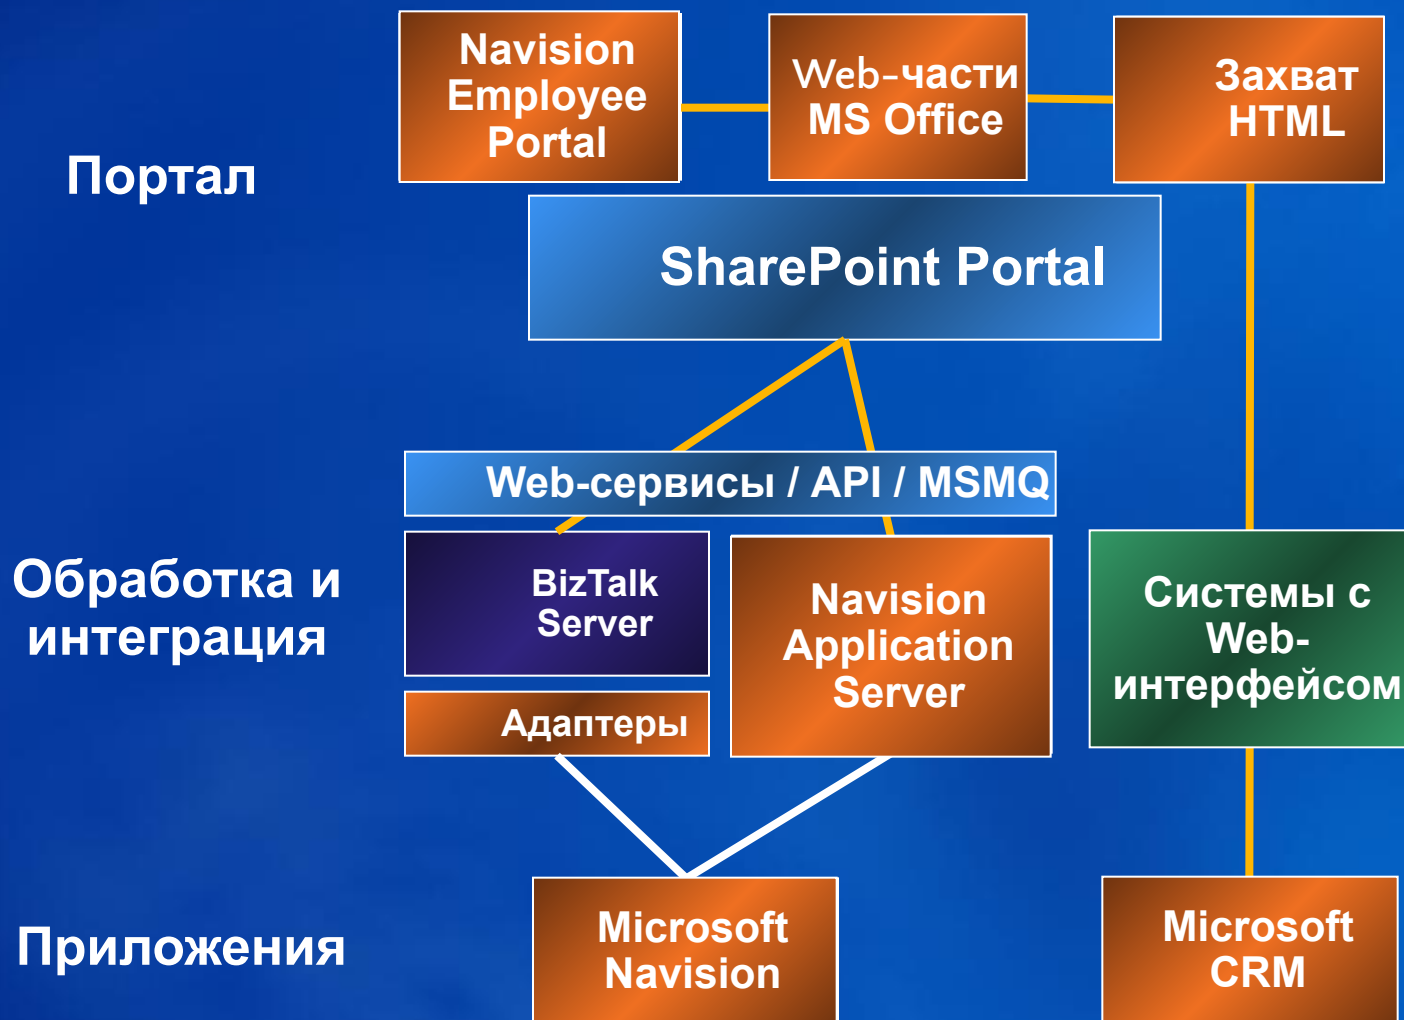 Navision
Employee
Portal
Web-части
MS Office
Захват
HTML
Портал
SharePoint Portal
Web-сервисы / API / MSMQ
Обработка и
интеграция
BizTalk
Server
Navision
Application
Server
Системы с
Web-
интерфейсом
Адаптеры
Приложения
Microsoft
Navision
Microsoft
CRM